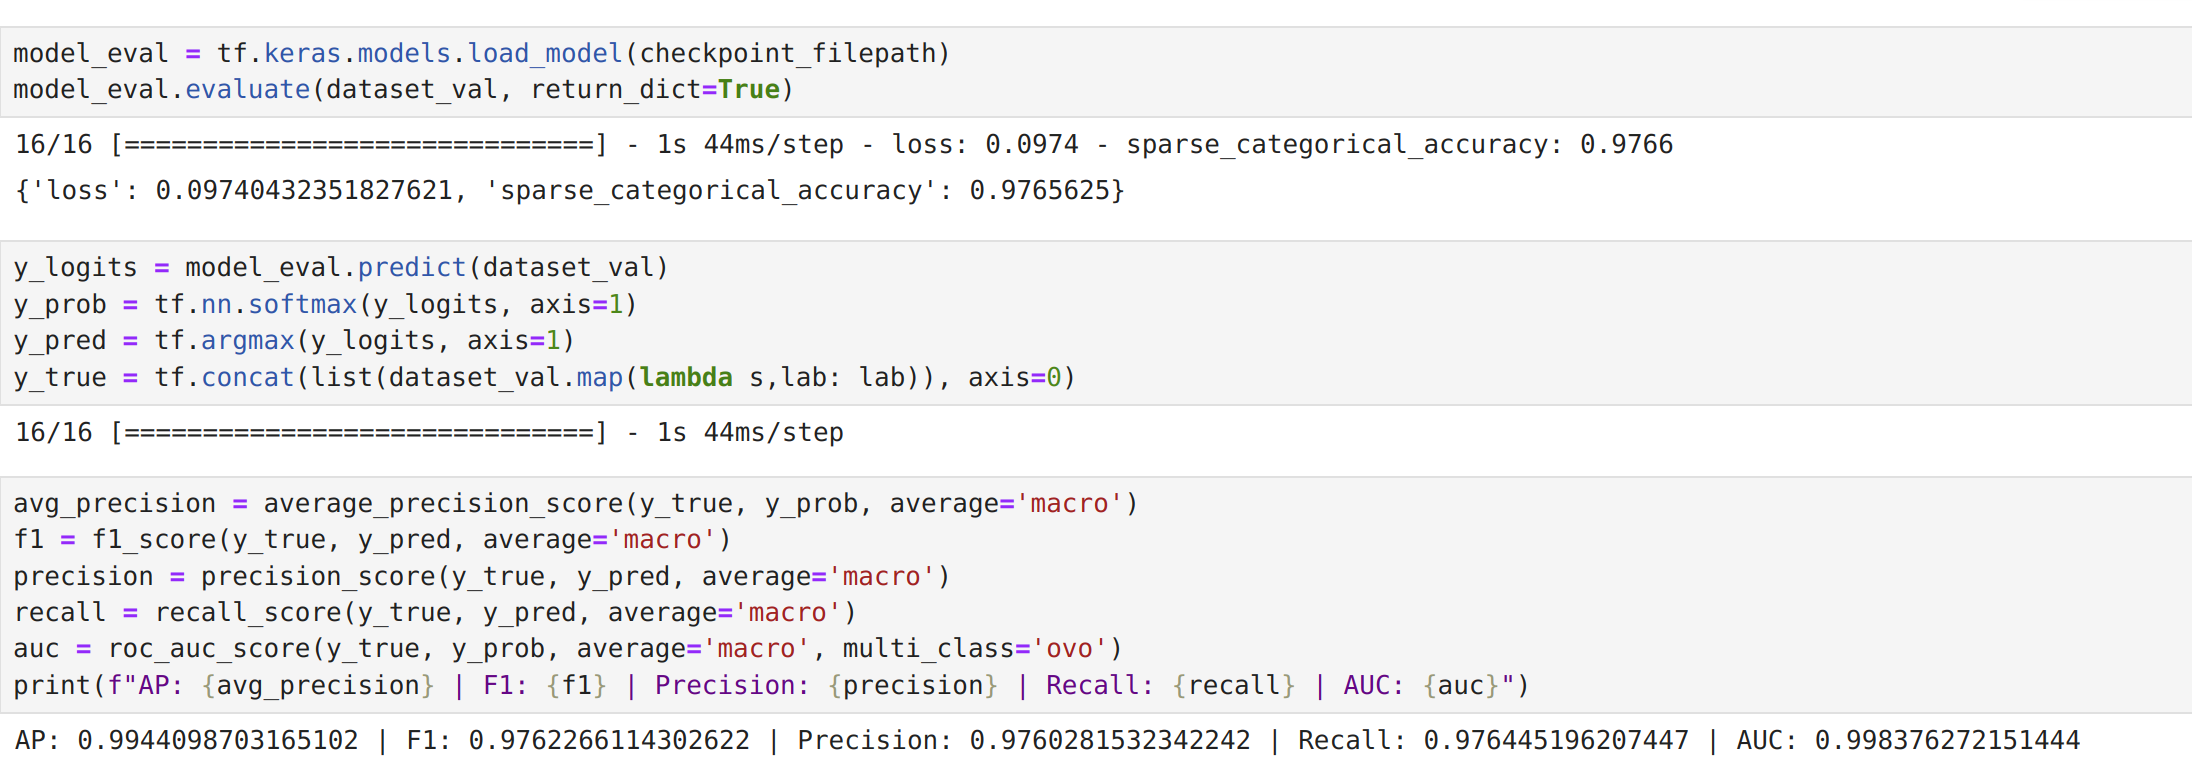 model_eval = tf.keras.models.load_model(checkpoint_filepath)
model_eval.evaluate(dataset_val, return_dict=True)
16/16 [==============================] - 1s 44ms/step - loss: 0.0974 - sparse_categorical_accuracy: 0.9766
{'loss': 0.09740432351827621, 'sparse_categorical_accuracy': 0.9765625}
y_logits = model_eval.predict(dataset_val)
y_prob = tf.nn.softmax(y_logits, axis=1)
y_pred = tf.argmax(y_logits, axis=1)
y_true = tf.concat(list(dataset_val.map(lambda s,lab: lab)), axis=0)
16/16 [==============================] - 1s 44ms/step
avg_precision = average_precision_score(y_true, y_prob, average='macro')
f1 = f1_score(y_true, y_pred, average='macro')
precision = precision_score(y_true, y_pred, average='macro')
recall = recall_score(y_true, y_pred, average='macro')
auc = roc_auc_score(y_true, y_prob, average='macro', multi_class='ovo')
print(f"AP: {avg_precision} | F1: {f1} | Precision: {precision} | Recall: {recall} | AUC: {auc}")
AP: 0.9944098703165102 | F1: 0.9762266114302622 | Precision: 0.9760281532342242 | Recall: 0.976445196207447 | AUC: 0.998376272151444